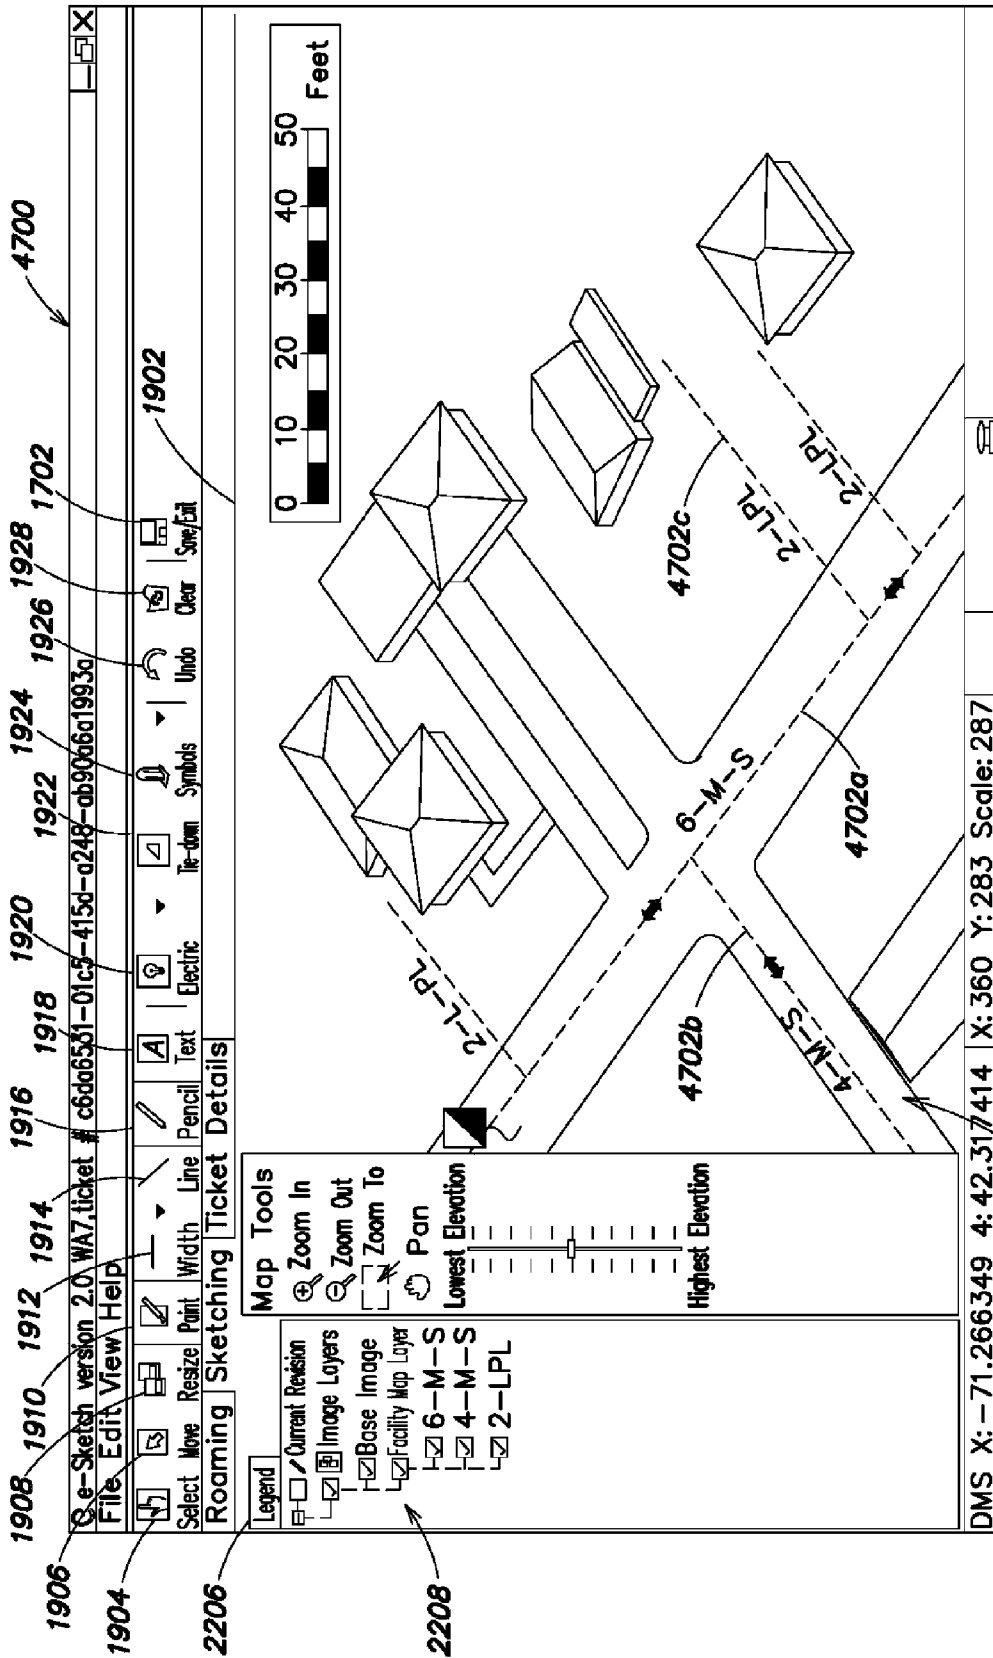 4700
e-Sketch version 2.0 WA7,ticket # c6da6531-01c5-415d-a248-ab90a6a1993a
File Edit View Help
1904
1906
1908
1910
1912
1914
1916
1918
1920
1922
1924
1926
1928
1702
Select Move Resize Paint Width Line Pencil Text Electric Tie-down Symbols Undo Clear Save/Exit
Roaming Sketching Ticket Details
1902
2206
Legend
Current Revision
Image Layers
Base Image
Facility Map Layer
6-M-S
4-M-S
2-LPL
2208
Map Tools
Zoom In
Zoom Out
Zoom To
Pan
Lowest Elevation
Highest Elevation
0 10 20 30 40 50
Feet
2-L-PL
6-M-S
4-M-S
2-LPL
2-LPL
4702a
4702b
4702c
DMS X:-71.266349 4:42.317414 X:360 Y:283 Scale:287